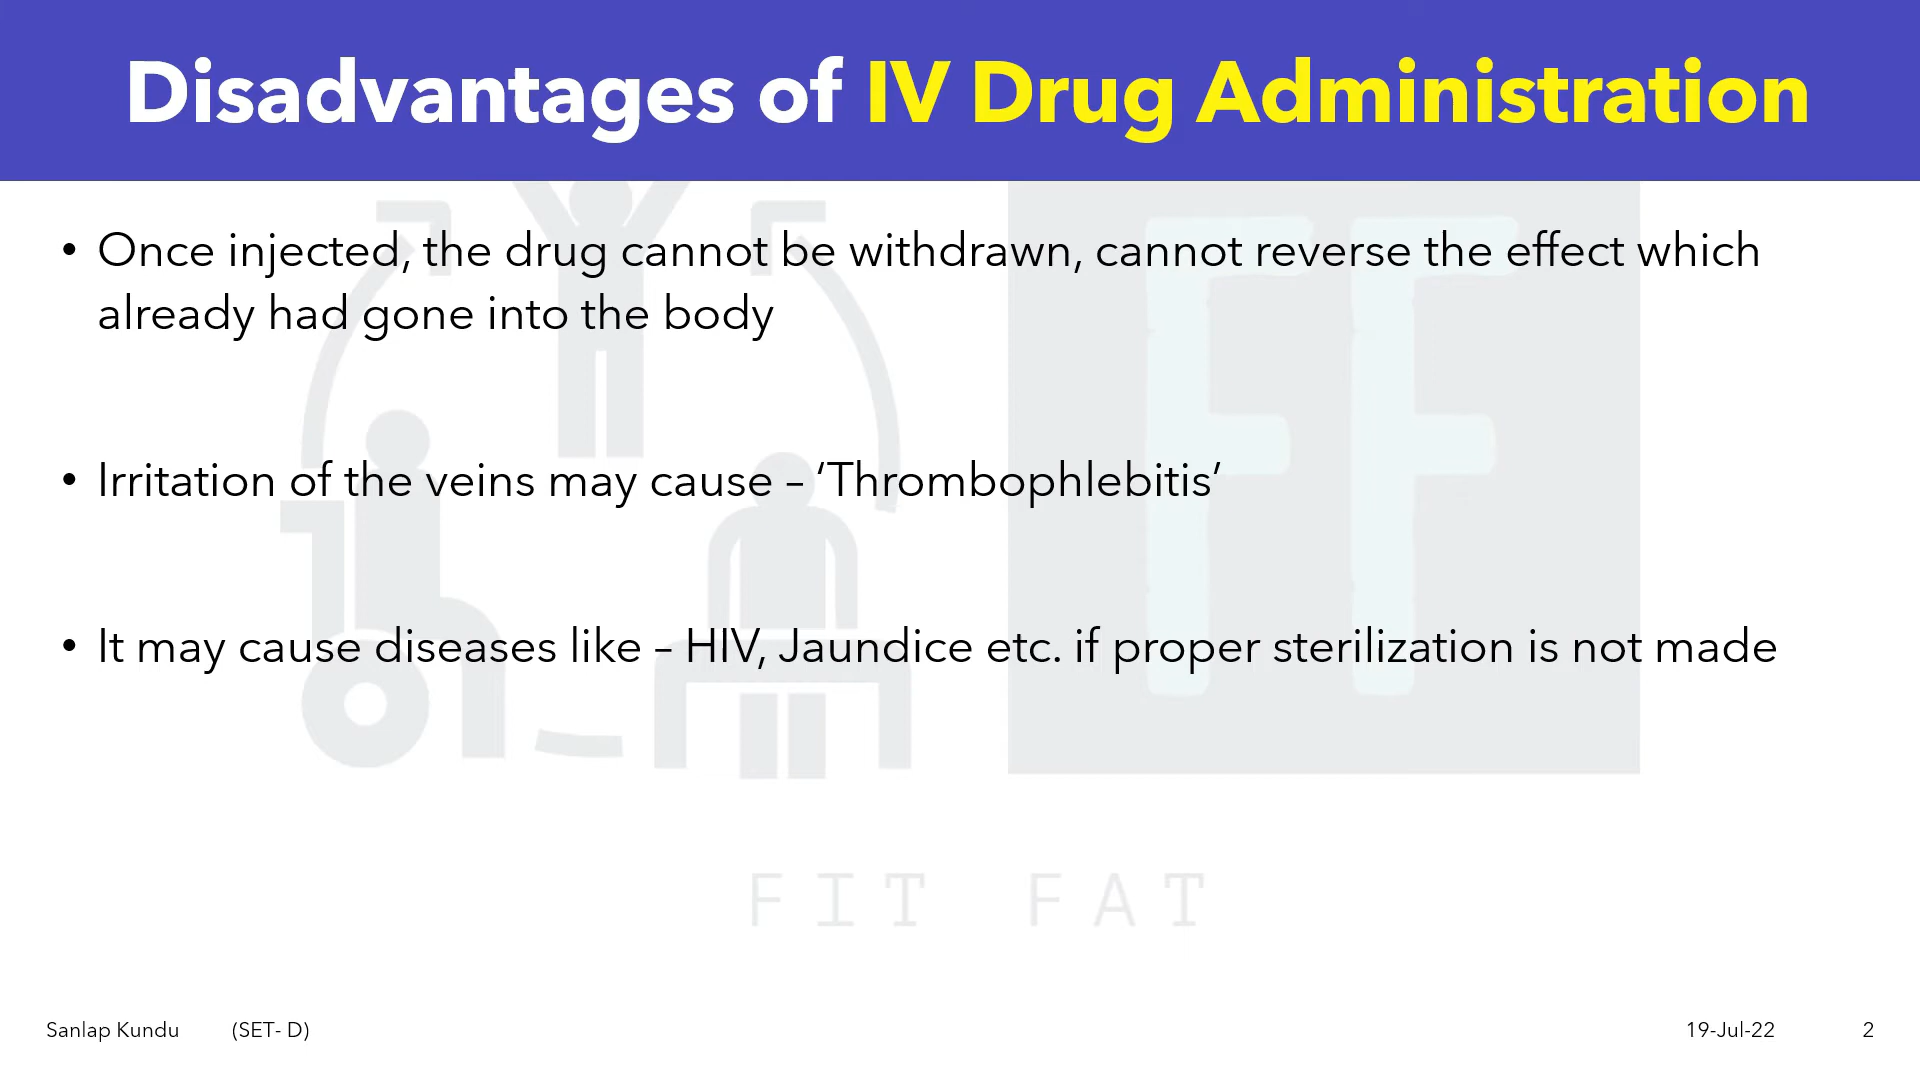 Disadvantages of IV Drug Administration
• Once injected, the drug cannot be withdrawn, cannot reverse the effect which
already had gone into the body
• Irritation of the veins may cause – ‘Thrombophlebitis’
• It may cause diseases like – HIV, Jaundice etc. if proper sterilization is not made
FF
FIT FAT
Sanlap Kundu (SET- D) 19-Jul-22 2